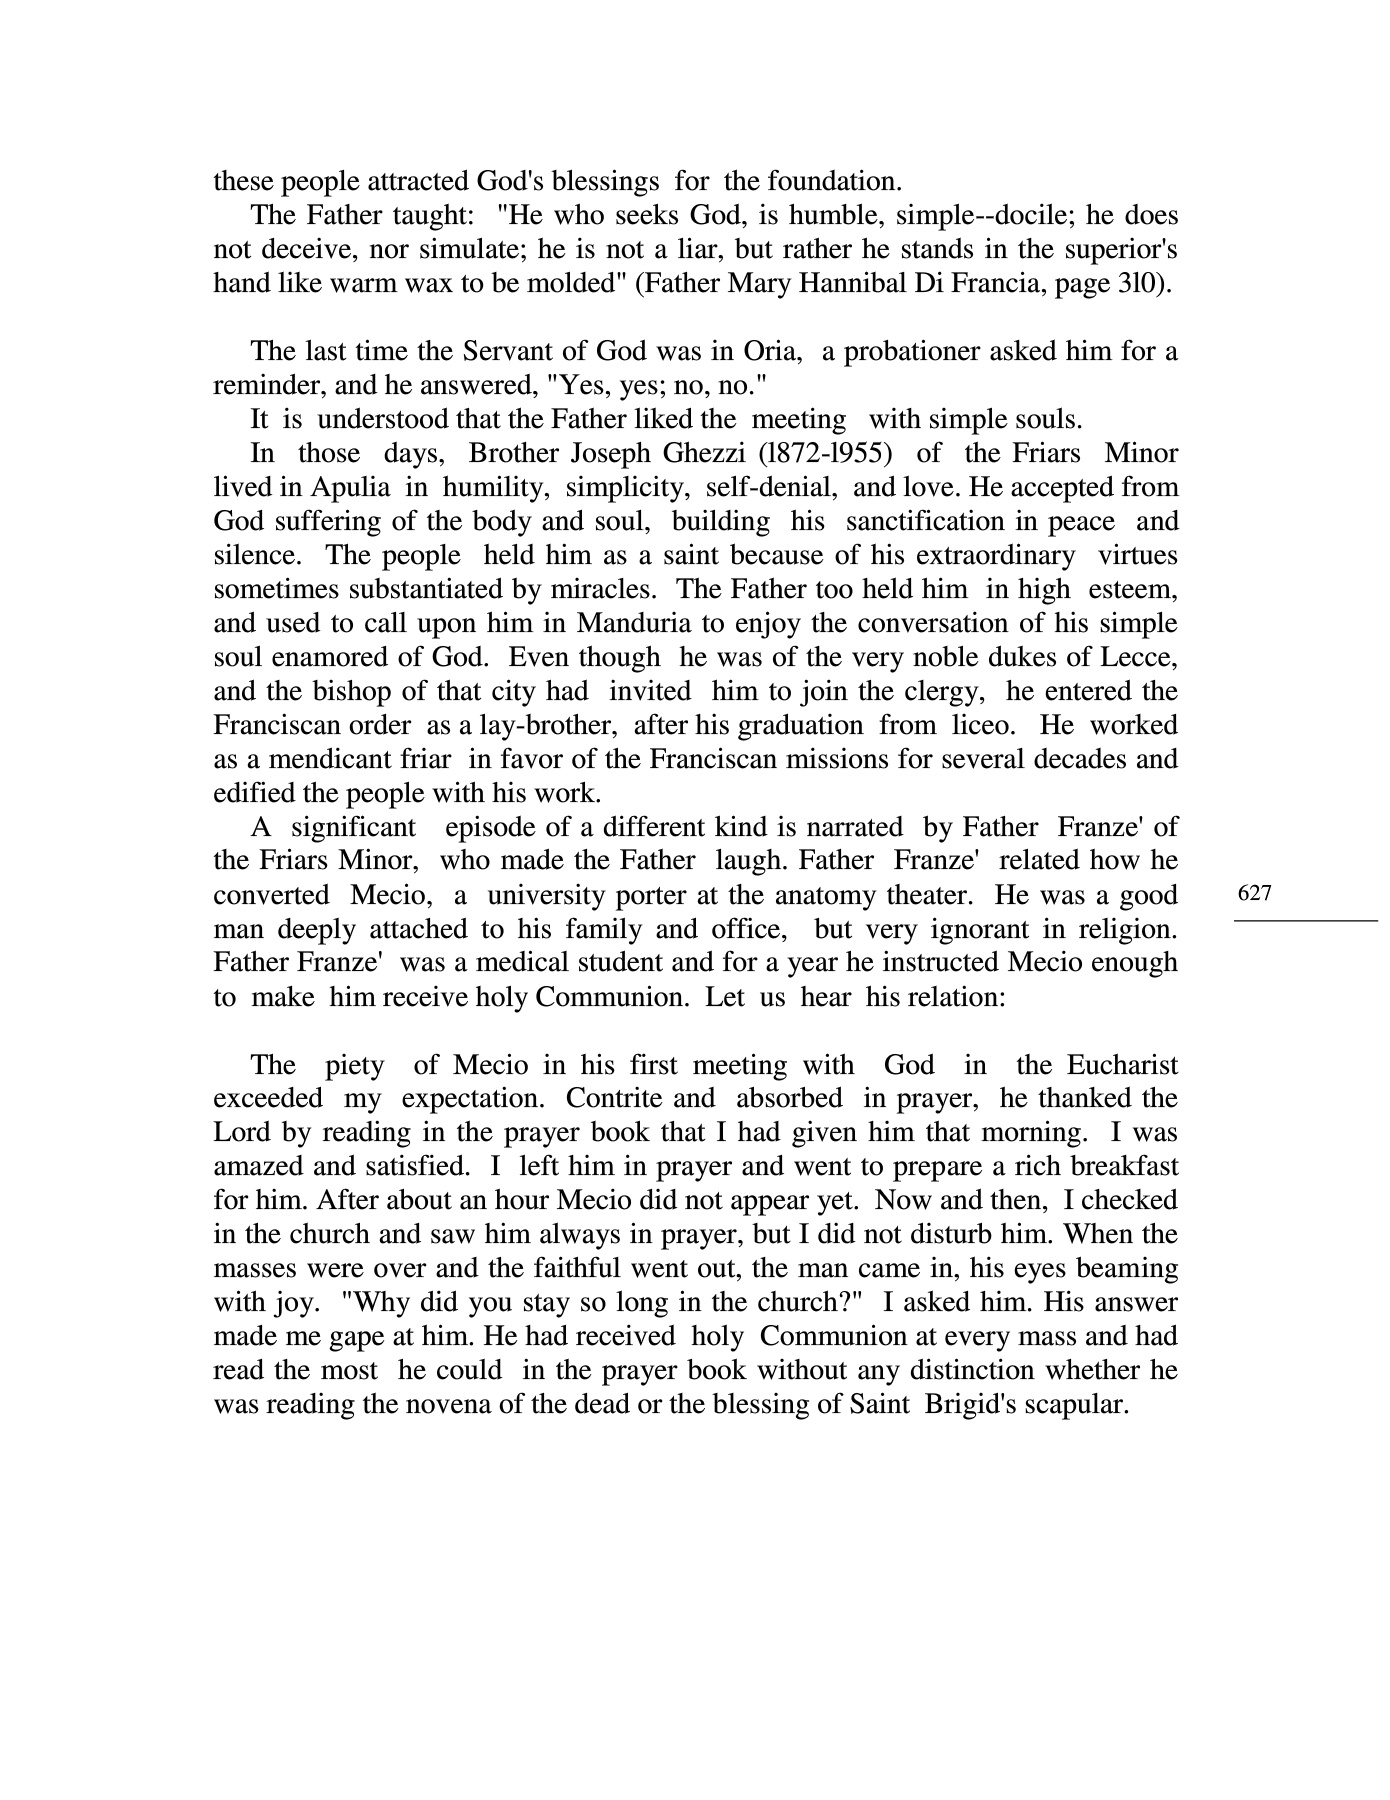 these people attracted God's blessings for the foundation.
The Father taught: "He who seeks God, is humble, simple--docile; he does
not deceive, nor simulate; he is not a liar, but rather he stands in the superior's
hand like warm wax to be molded" (Father Mary Hannibal Di Francia, page 3l0).
The last time the Servant of God was in Oria, a probationer asked him for a
reminder, and he answered, "Yes, yes; no, no."
It is understood that the Father liked the meeting with simple souls.
In those days, Brother Joseph Ghezzi (l872-l955) of the Friars Minor
lived in Apulia in humility, simplicity, self-denial, and love. He accepted from
God suffering of the body and soul, building his sanctification in peace and
silence. The people held him as a saint because of his extraordinary virtues
sometimes substantiated by miracles. The Father too held him in high esteem,
and used to call upon him in Manduria to enjoy the conversation of his simple
soul enamored of God. Even though he was of the very noble dukes of Lecce,
and the bishop of that city had invited him to join the clergy, he entered the
Franciscan order as a lay-brother, after his graduation from liceo. He worked
as a mendicant friar in favor of the Franciscan missions for several decades and
edified the people with his work.
A significant episode of a different kind is narrated by Father Franze' of
the Friars Minor, who made the Father laugh. Father Franze' related how he
converted Mecio, a university porter at the anatomy theater. He was a good
man deeply attached to his family and office, but very ignorant in religion.
Father Franze' was a medical student and for a year he instructed Mecio enough
to make him receive holy Communion. Let us hear his relation:
The piety of Mecio in his first meeting with God in the Eucharist
exceeded my expectation. Contrite and absorbed in prayer, he thanked the
Lord by reading in the prayer book that I had given him that morning. I was
amazed and satisfied. I left him in prayer and went to prepare a rich breakfast
for him. After about an hour Mecio did not appear yet. Now and then, I checked
in the church and saw him always in prayer, but I did not disturb him. When the
masses were over and the faithful went out, the man came in, his eyes beaming
with joy. "Why did you stay so long in the church?" I asked him. His answer
made me gape at him. He had received holy Communion at every mass and had
read the most he could in the prayer book without any distinction whether he
was reading the novena of the dead or the blessing of Saint Brigid's scapular.
627